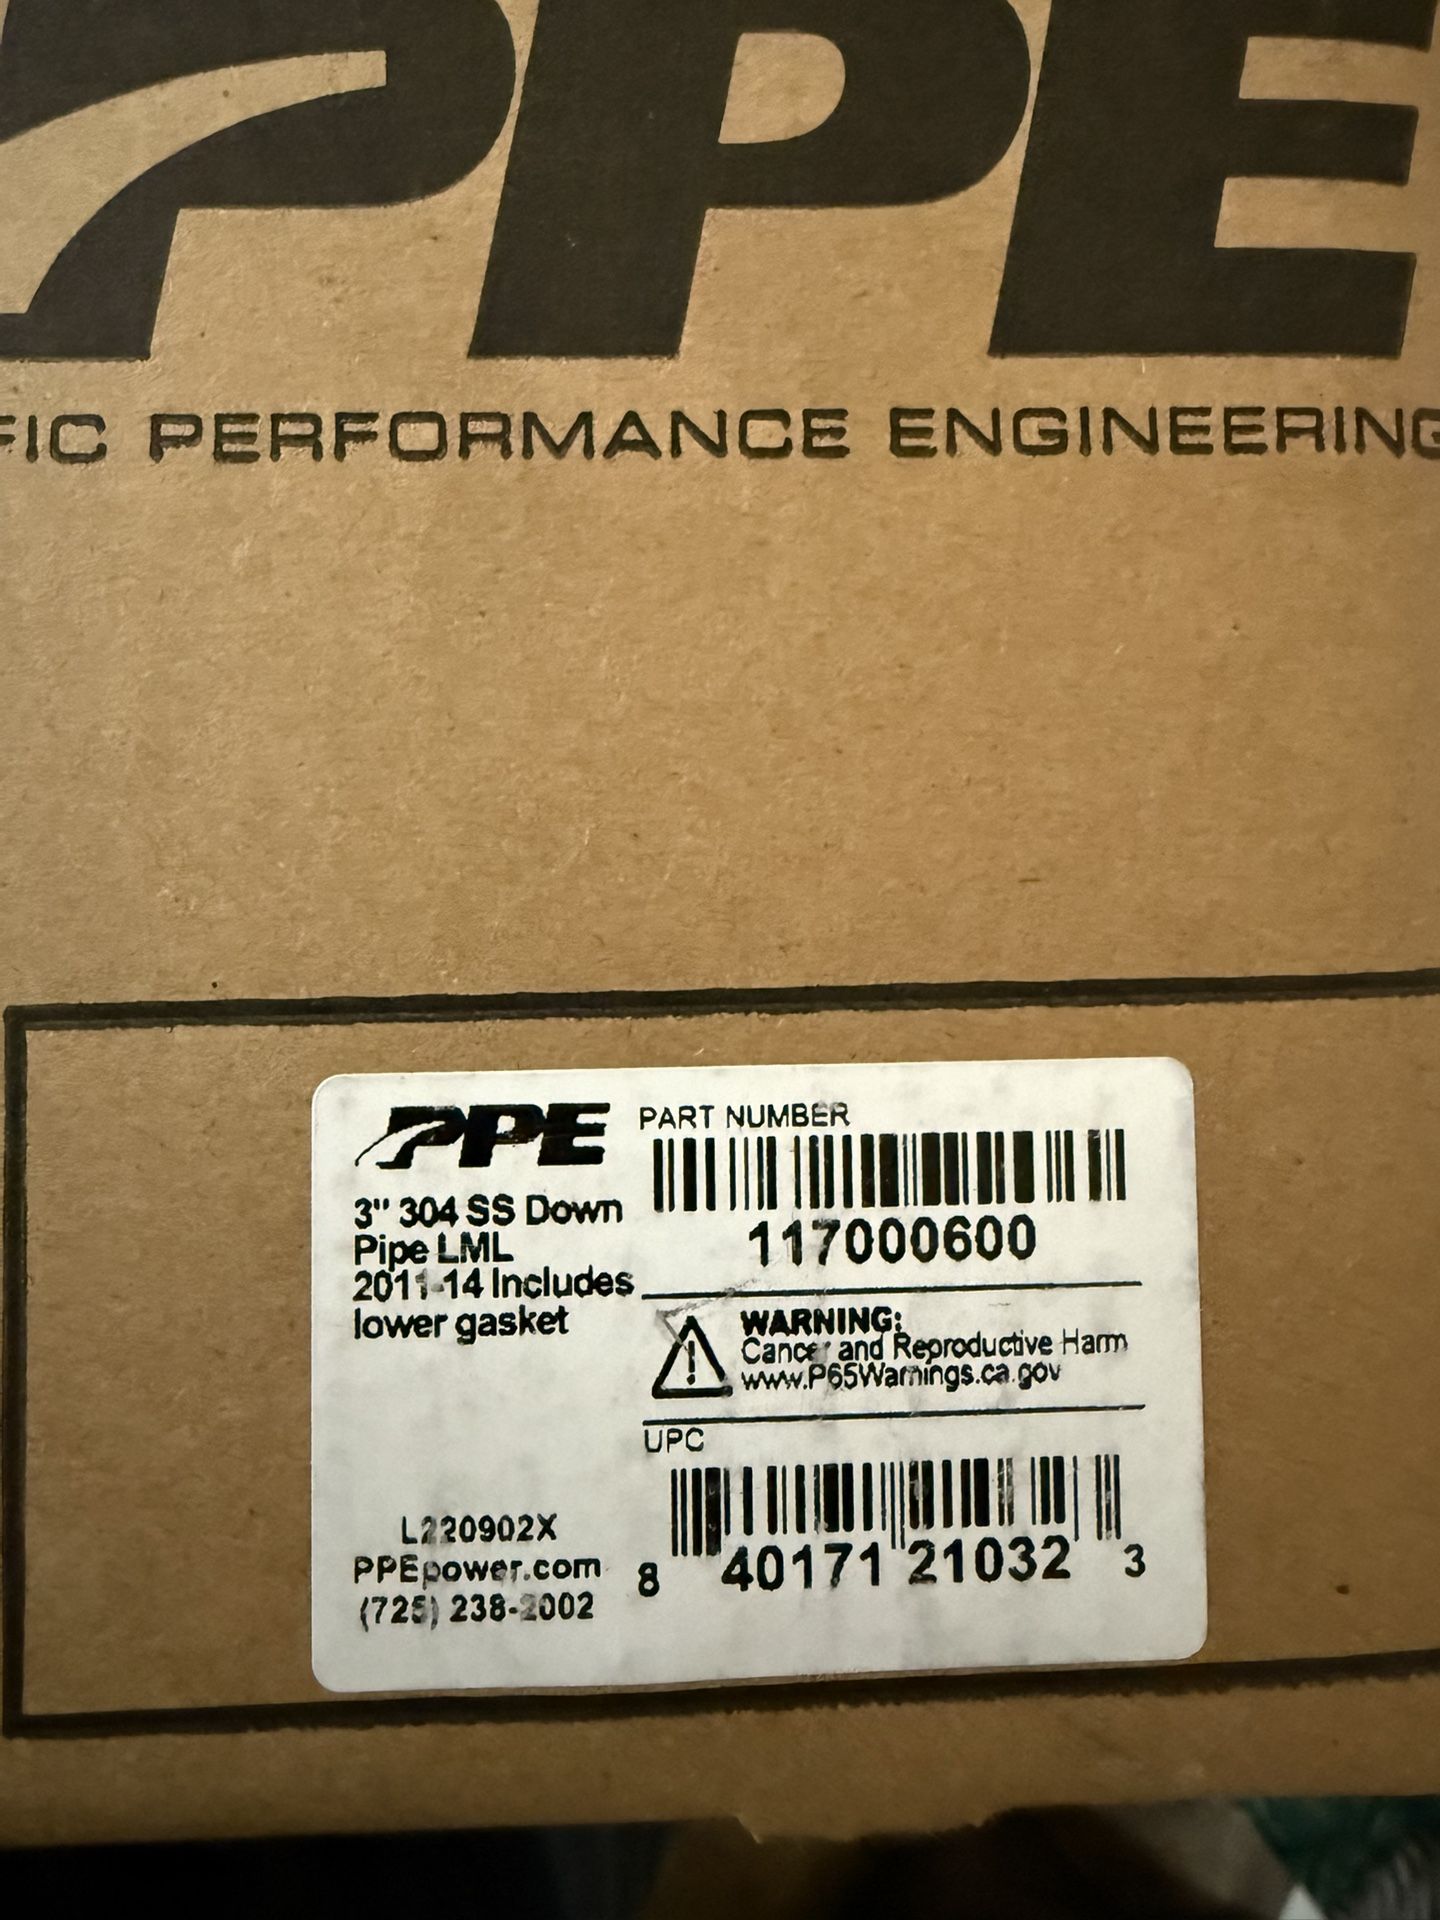 PPE
FIC PERFORMANCE ENGINEERING
PPE
3" 304 SS Down
Pipe LML
2011-14 Includes
lower gasket
PART NUMBER
117000600
WARNING:
Cancer and Reproductive Harm
www.P65Warnings.ca.gov
UPC
8 40171 21032 3
L220902X
PPEpower.com
(725) 238-2002